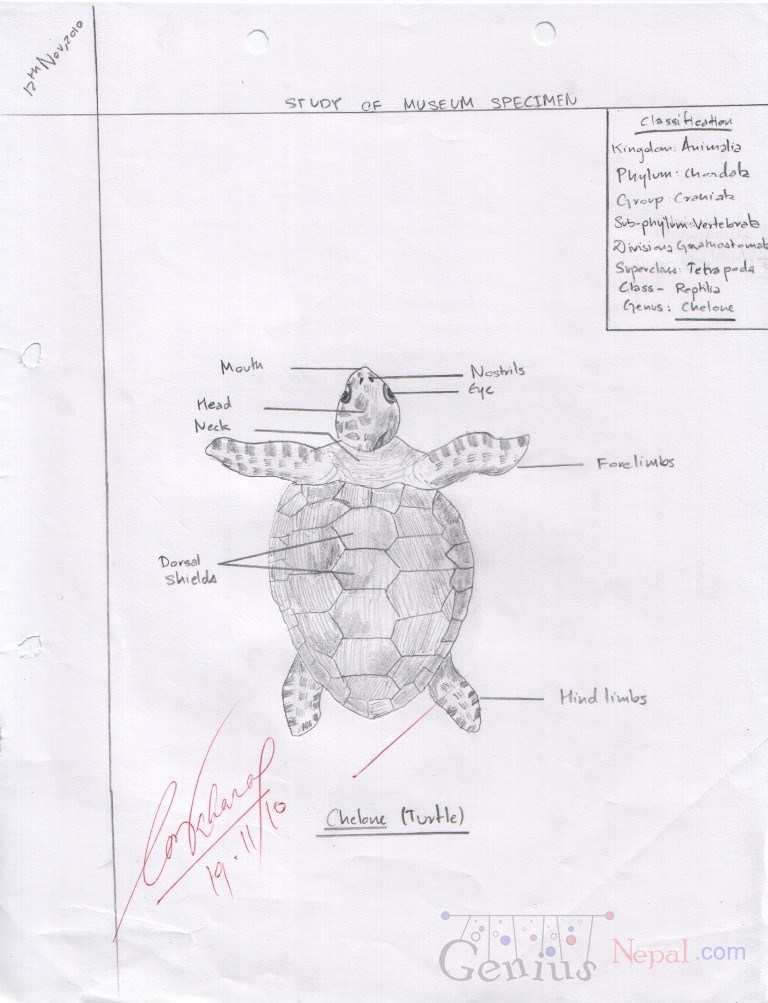 12th Nov, 2010
STUDY OF MUSEUM SPECIMEN
Classification
Kingdom: Animalia
Phylum: Chordata
Group: Craniata
Sub-phylum: Vertebrata
Division: Gnathostomat
Superclass: Tetrapoda
Class - Reptilia
Genus: Chelone
Mouth
Nostrils
Eye
Head
Neck
Forelimbs
Dorsal
Shields
Hind limbs
19.11/10
Chelone (Turtle)
Genius Nepal.com